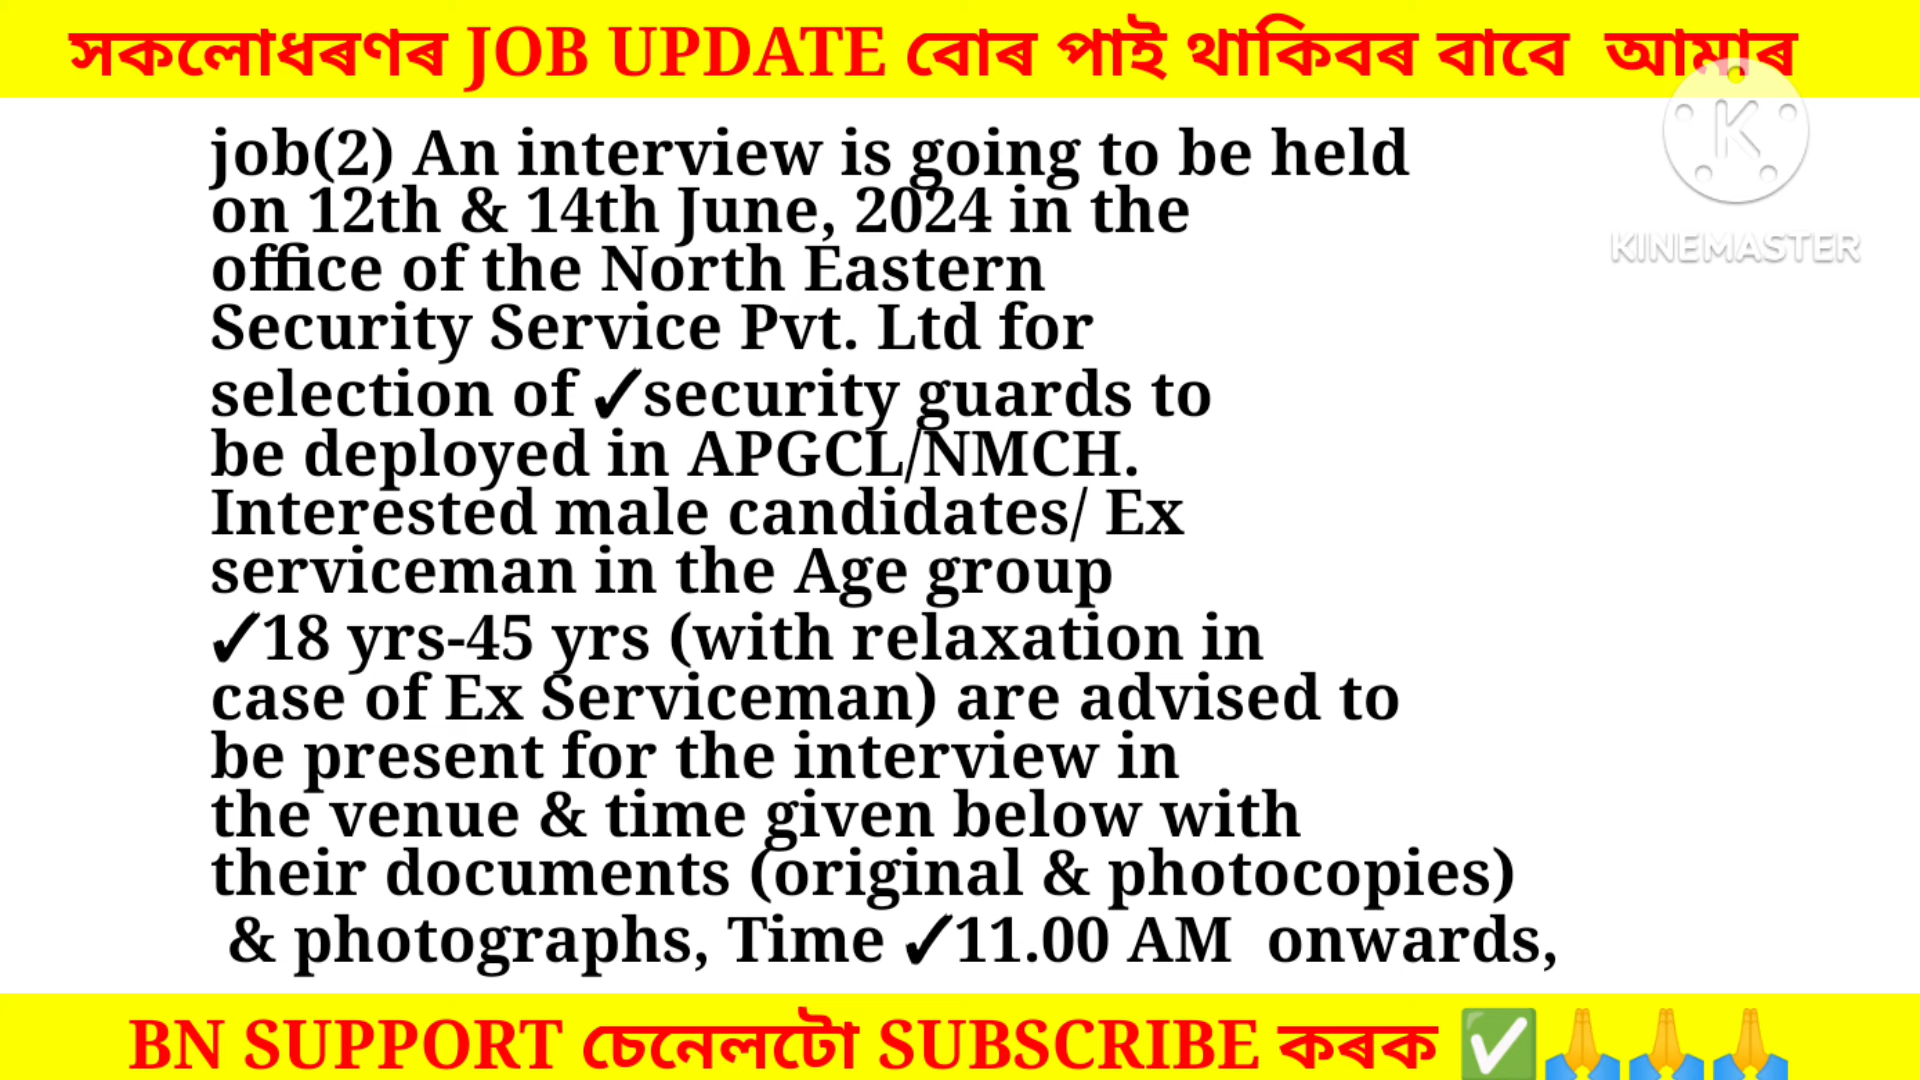 সকলোধৰণৰ JOB UPDATE বোৰ পাই থাকিবৰ বাবে আমাৰ
job(2) An interview is going to be held
on 12th & 14th June, 2024 in the
office of the North Eastern
Security Service Pvt. Ltd for
selection of ✓security guards to
be deployed in APGCL/NMCH.
Interested male candidates/ Ex
serviceman in the Age group
✓18 yrs-45 yrs (with relaxation in
case of Ex Serviceman) are advised to
be present for the interview in
the venue & time given below with
their documents (original & photocopies)
& photographs, Time ✓11.00 AM onwards,
K
KINEMASTER
BN SUPPORT চেনেলটো SUBSCRIBE কৰক ✅🙏🙏🙏